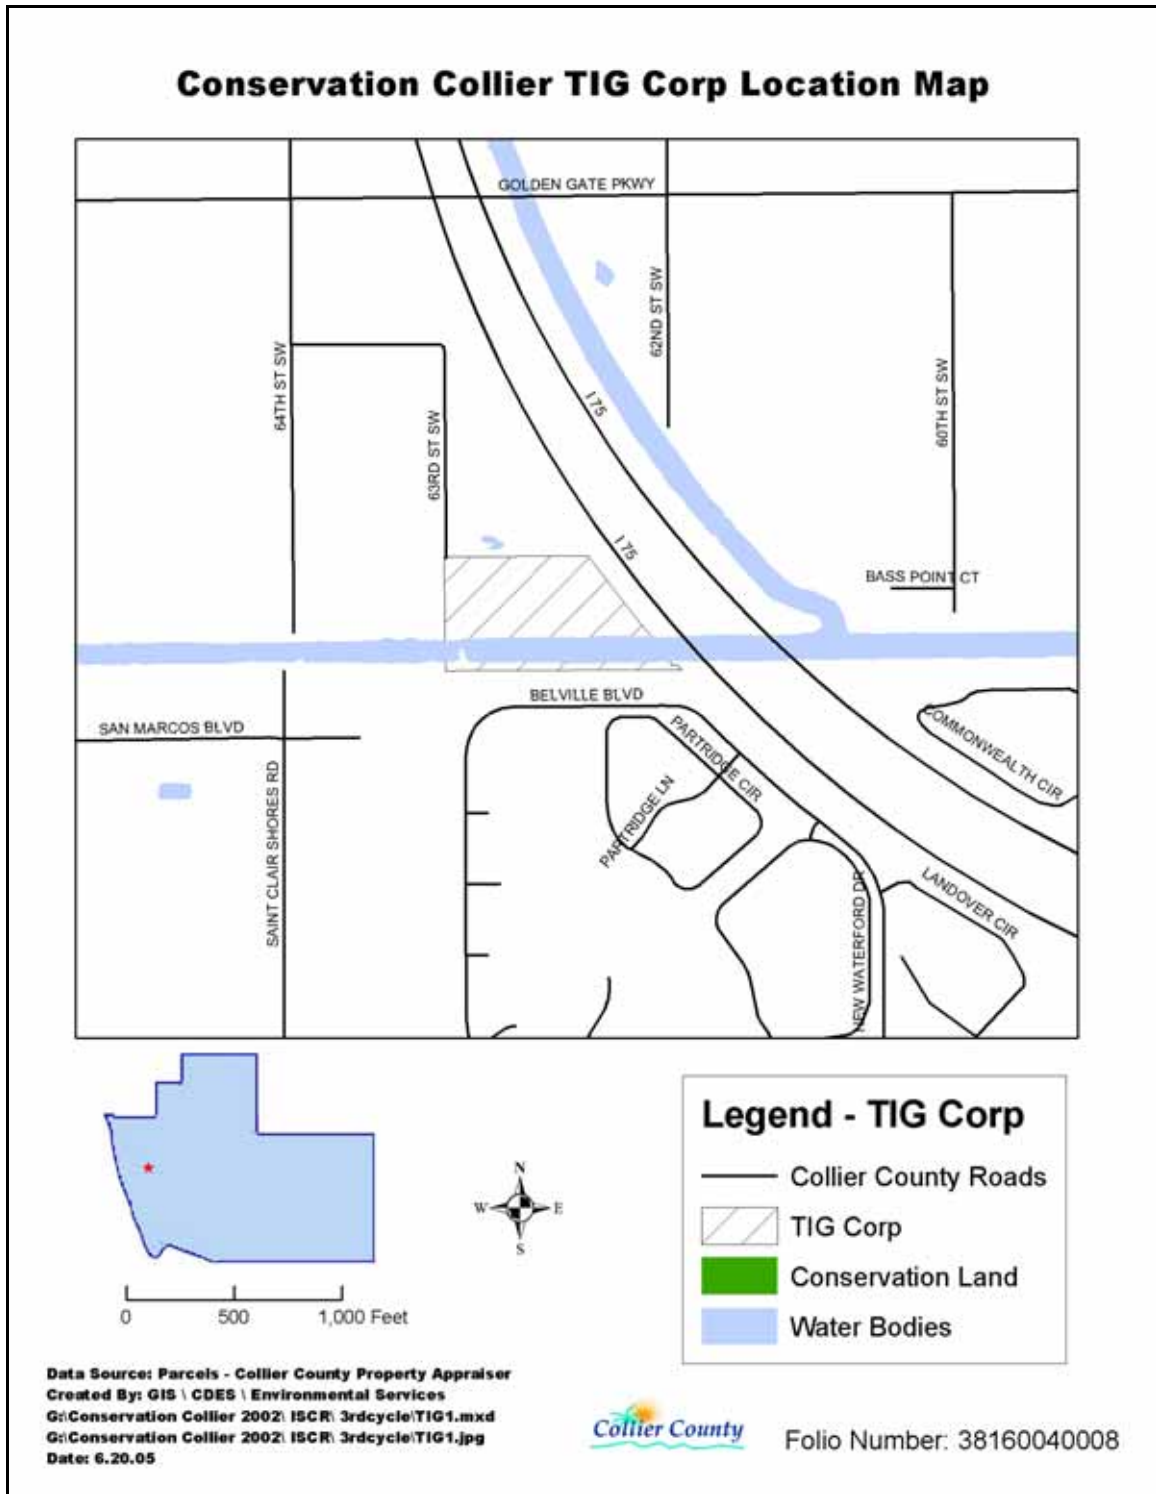 Conservation Collier TIG Corp Location Map
GOLDEN GATE PKWY
62ND ST SW
64TH ST SW
60TH ST SW
I 75
63RD ST SW
I 75
BASS POINT CT
BELVILLE BLVD
SAN MARCOS BLVD
PARTRIDGE CIR
COMMONWEALTH CIR
PARTRIDGE LN
SAINT CLAIR SHORES RD
NEW WATERFORD DR
LANDOVER CIR
Legend - TIG Corp
Collier County Roads
TIG Corp
Conservation Land
Water Bodies
N
W E
S
0 500 1,000 Feet
Data Source: Parcels - Collier County Property Appraiser
Created By: GIS \ CDES \ Environmental Services
G:\Conservation Collier 2002\ ISCR\ 3rdcycle\TIG1.mxd
G:\Conservation Collier 2002\ ISCR\ 3rdcycle\TIG1.jpg
Date: 6.20.05
Collier County
Folio Number: 38160040008